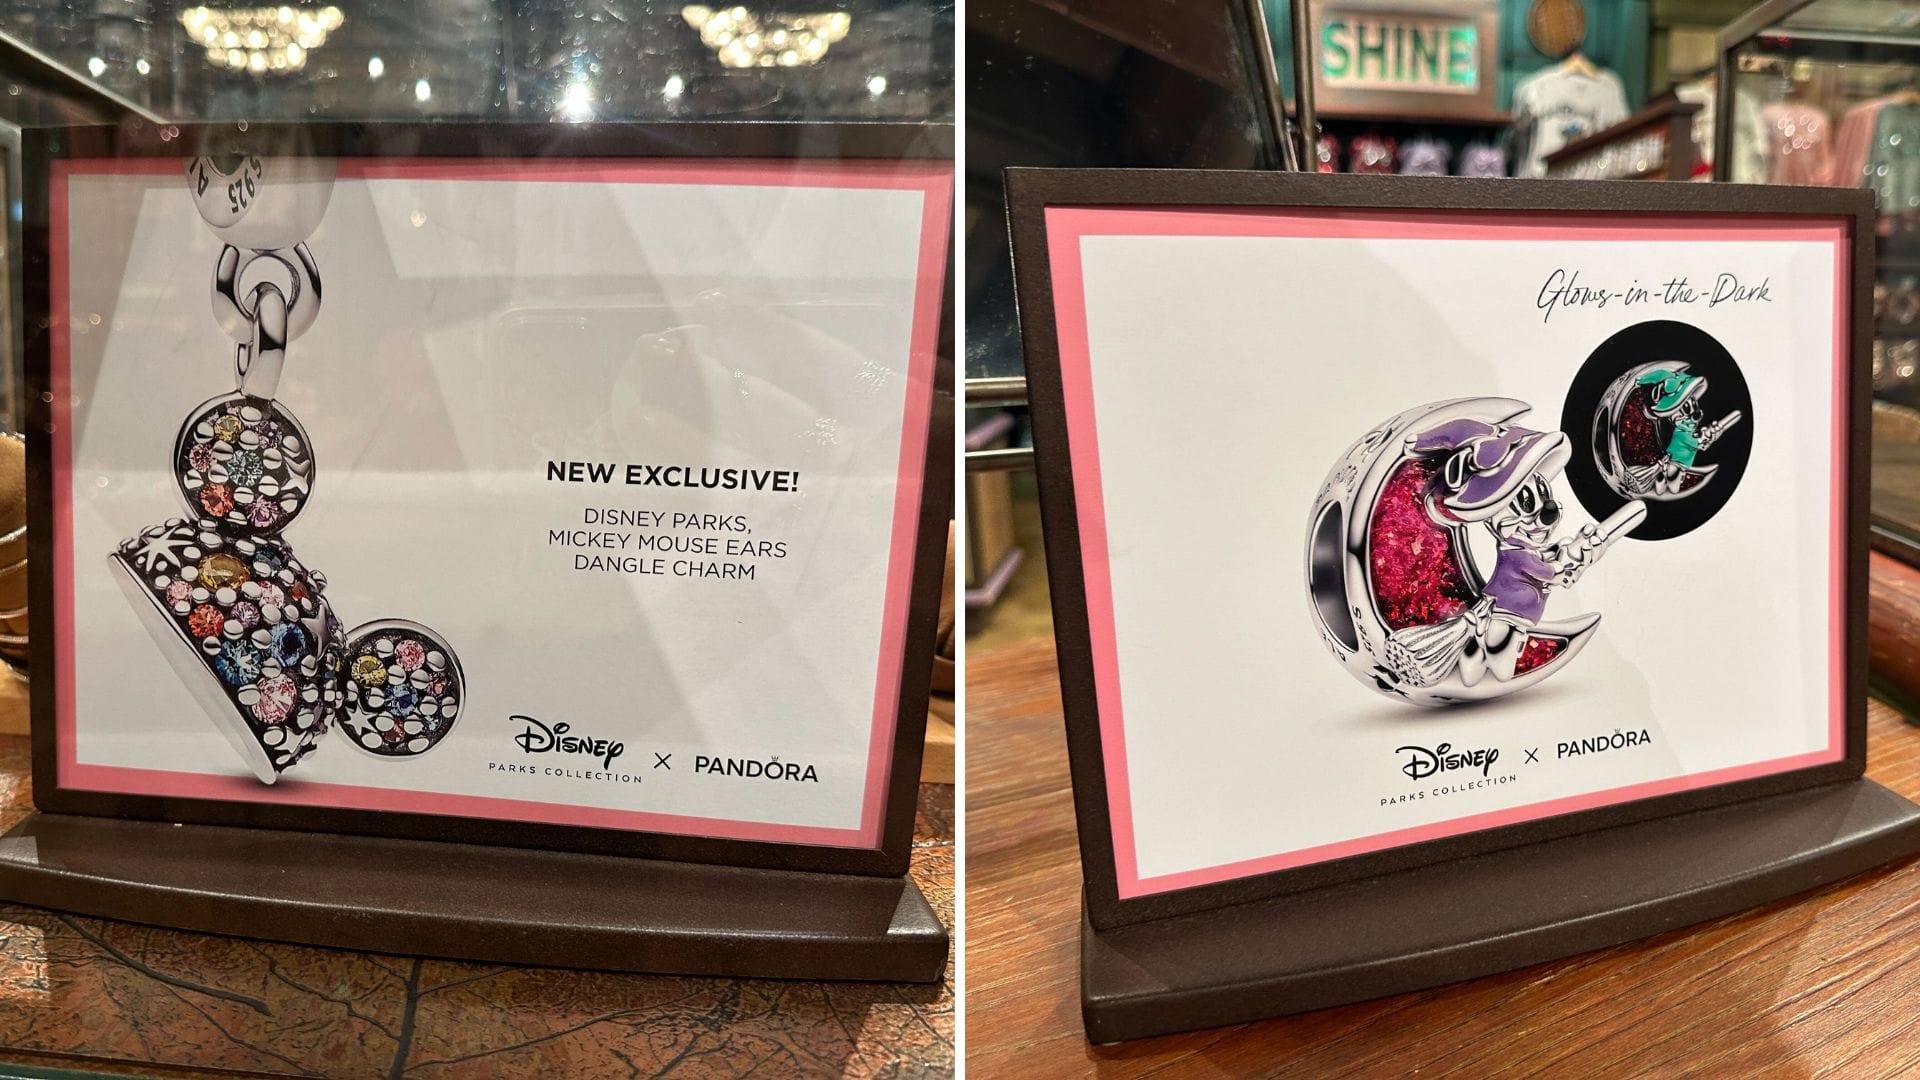 S925
NEW EXCLUSIVE!
DISNEY PARKS,
MICKEY MOUSE EARS
DANGLE CHARM
Disney
PARKS COLLECTION
X
PANDORA
SHINE
Glows-in-the-Dark
Disney
PARKS COLLECTION
X
PANDORA